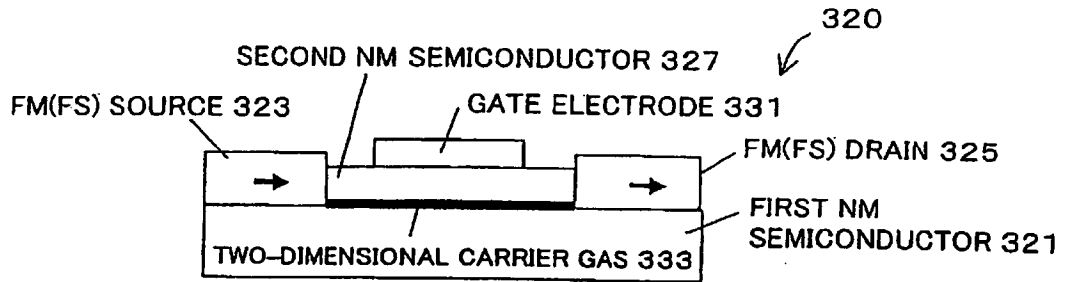 320
SECOND NM SEMICONDUCTOR 327
FM(FS) SOURCE 323
GATE ELECTRODE 331
FM(FS) DRAIN 325
FIRST NM
SEMICONDUCTOR 321
TWO-DIMENSIONAL CARRIER GAS 333